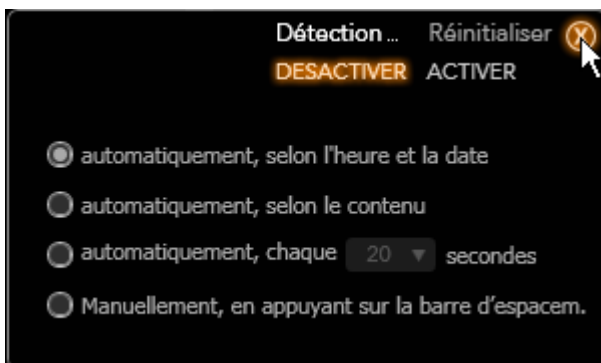 Détection ... Réinitialiser X
DESACTIVER ACTIVER
automatiquement, selon l'heure et la date
automatiquement, selon le contenu
automatiquement, chaque 20 secondes
Manuellement, en appuyant sur la barre d’espacem.